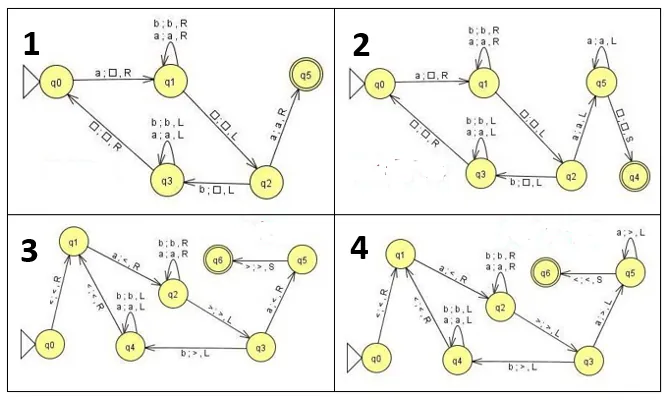 1
b ; b , R
a ; a , R
q0
a ; □ , R
q1
q5
□ ; □ , R
□ ; □ , L
a ; a , R
b ; b , L
a ; a , L
q3
b ; □ , L
q2
2
b ; b , R
a ; a , R
a ; a , L
q0
a ; □ , R
q1
q5
□ ; □ , R
□ ; □ , L
a ; a , L
□ ; □ , S
b ; b , L
a ; a , L
q3
b ; □ , L
q2
q4
3
q1
b ; b , R
a ; a , R
a ; < , R
q6
> ; > , S
q5
< ; < , R
< ; < , R
q2
b ; b , L
a ; a , L
> ; > , L
a ; < , R
q0
q4
b ; > , L
q3
4
a ; > , L
q1
b ; b , R
a ; a , R
a ; < , R
q6
< ; < , S
q5
< ; < , R
< ; < , R
q2
b ; b , L
a ; a , L
> ; > , L
a ; > , L
q0
q4
b ; > , L
q3